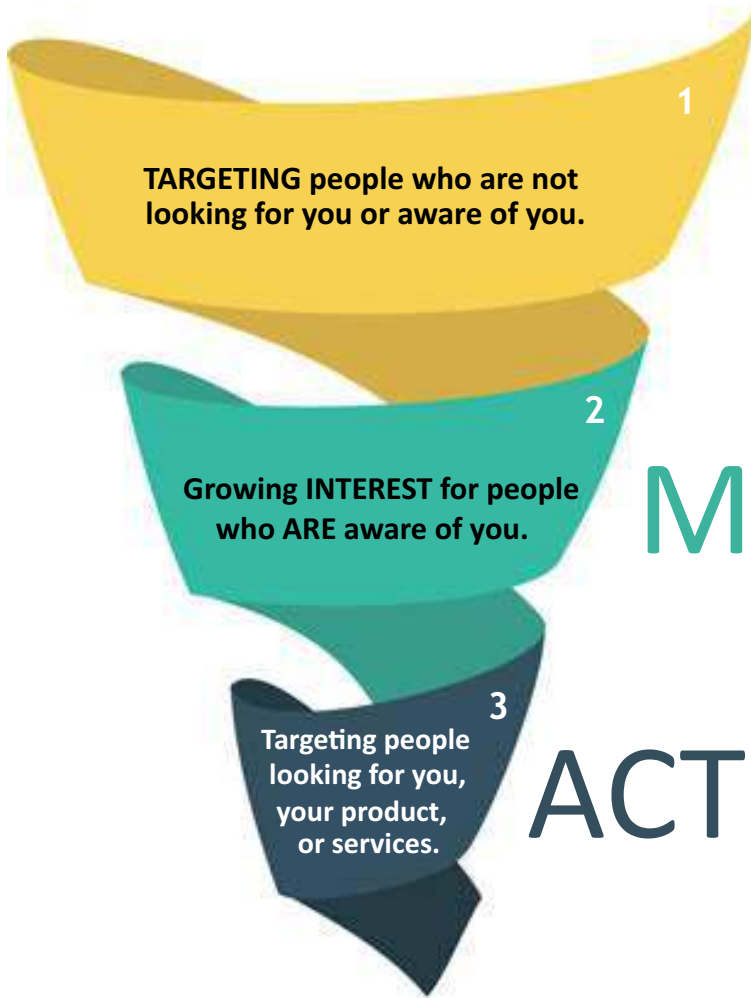 1
TARGETING people who are not
looking for you or aware of you.
2
Growing INTEREST for people
who ARE aware of you.
M
3
Targeting people
looking for you,
your product,
or services.
ACT